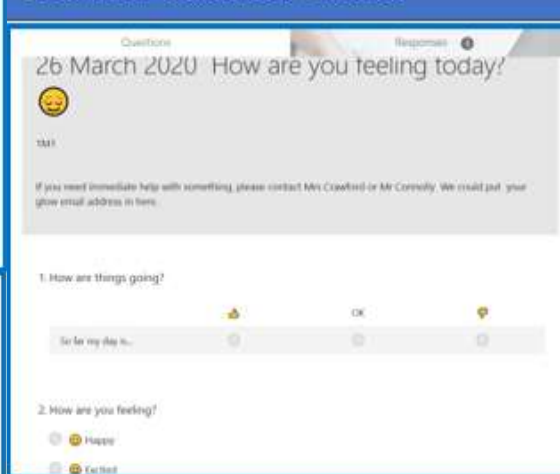 Questions
Responses
26 March 2020 How are you feeling today?
If you need immediate help with something, please contact Mrs Crawford or Mr Connolly. We could put your
glow email address in here.
1. How are things going?
OK
So far my day is...
2. How are you feeling?
Happy
Excited